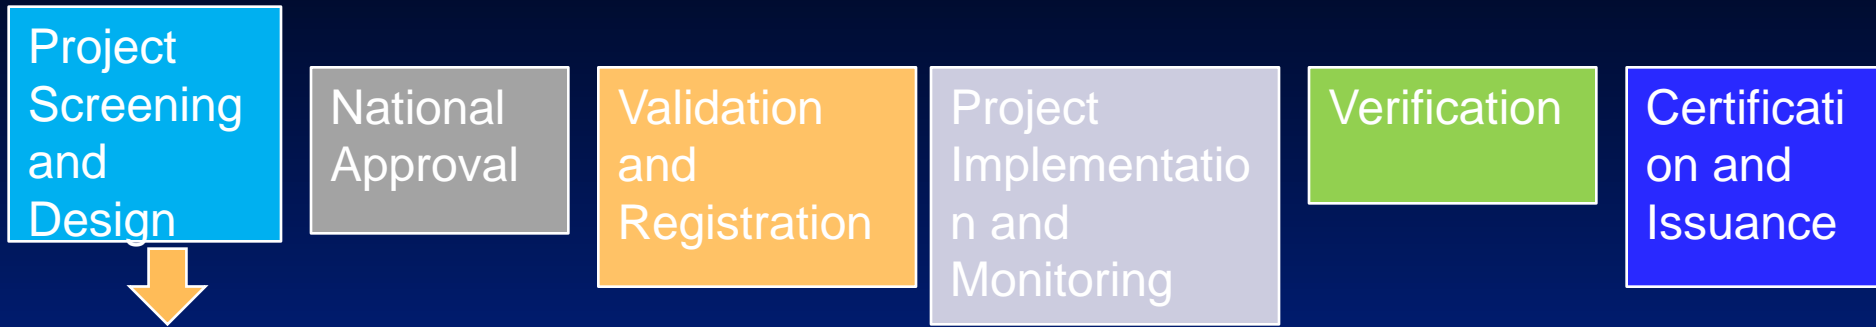 Project
Screening
and
Design
National
Approval
Validation
and
Registration
Project
Implementatio
n and
Monitoring
Verification
Certificati
on and
Issuance